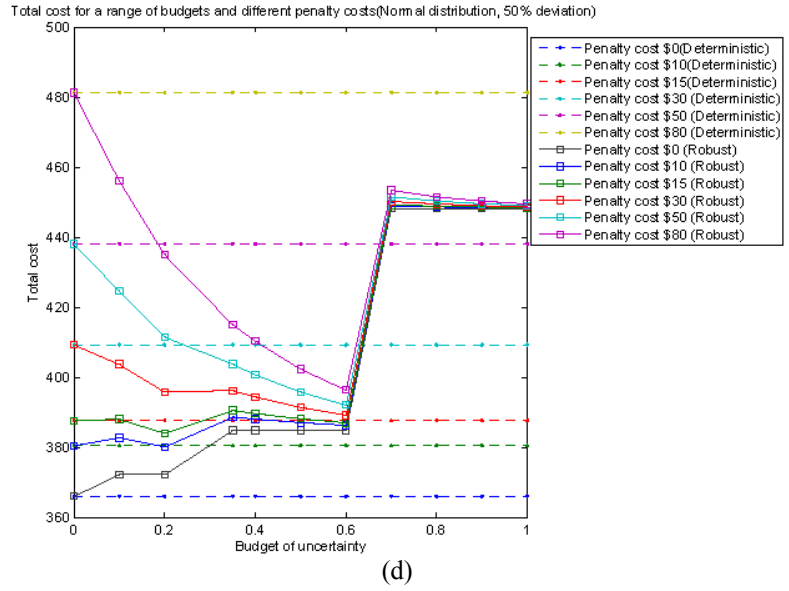 Total cost for a range of budgets and different penalty costs(Normal distribution, 50% deviation)
500
480
460
440
420
400
380
360
Total cost
0
0.2
0.4
0.6
0.8
1
Budget of uncertainty
Penalty cost $0(Deterministic)
Penalty cost $10(Deterministic)
Penalty cost $15(Deterministic)
Penalty cost $30 (Deterministic)
Penalty cost $50 (Deterministic)
Penalty cost $80 (Deterministic)
Penalty cost $0 (Robust)
Penalty cost $10 (Robust)
Penalty cost $15 (Robust)
Penalty cost $30 (Robust)
Penalty cost $50 (Robust)
Penalty cost $80 (Robust)
(d)